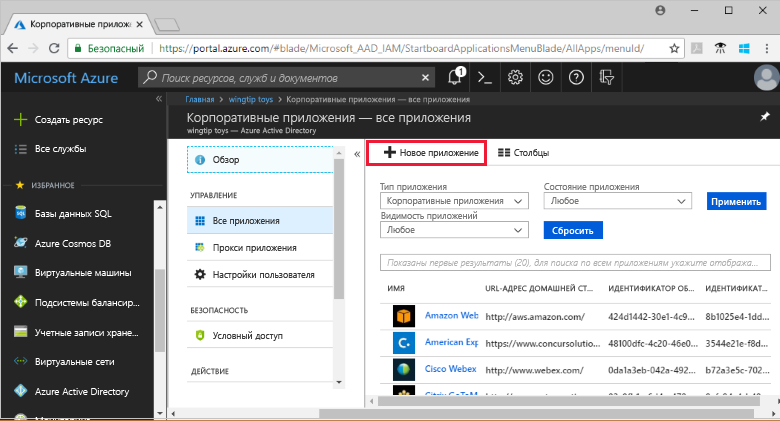 Корпоративные прилож
Безопасный
https://portal.azure.com/#blade/Microsoft_AAD_IAM/StartboardApplicationsMenuBlade/AllApps/menuId/
Microsoft Azure
Поиск ресурсов, служб и документов
1
Главная > wingtip toys > Корпоративные приложения — все приложения
Корпоративные приложения — все приложения
wingtip toys — Azure Active Directory
Создать ресурс
Все службы
ИЗБРАННОЕ
Базы данных SQL
Azure Cosmos DB
Виртуальные машины
Подсистемы балансир...
Учетные записи хране...
Виртуальные сети
Azure Active Directory
Обзор
УПРАВЛЕНИЕ
Все приложения
Прокси приложения
Настройки пользователя
БЕЗОПАСНОСТЬ
Условный доступ
ДЕЙСТВИЕ
Новое приложение
Столбцы
Тип приложения
Состояние приложения
Корпоративные приложения
Любое
Применить
Видимость приложений
Любое
Сбросить
Показаны первые результаты (20), для поиска по всем приложениям укажите отобража...
ИМЯ URL-АДРЕС ДОМАШНЕЙ СТ... ИДЕНТИФИКАТОР ОБ... ИДЕНТИФИКАТ...
Amazon Web http://aws.amazon.com/ 424d1442-30e1-4c9... 8b1025e4-1dd...
American Exp https://www.concursolutio... 48100dfc-4c20-46e0... 3544e21e-f8d...
Cisco Webex http://www.webex.com/ 0da1a3eb-042a-492... b72a3e5c-702...